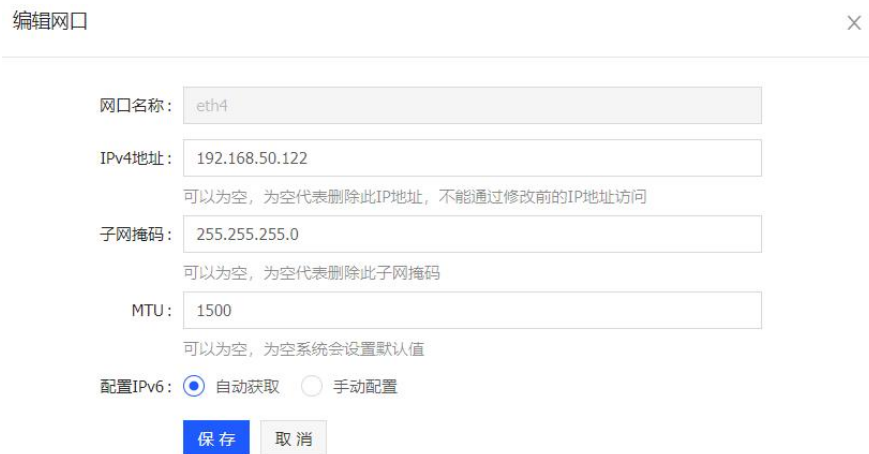 编辑网口
网口名称： eth4
IPv4地址： 192.168.50.122
可以为空，为空代表删除此IP地址，不能通过修改前的IP地址访问
子网掩码： 255.255.255.0
可以为空，为空代表删除此子网掩码
MTU： 1500
可以为空，为空系统会设置默认值
配置IPv6： 自动获取 手动配置
保存 取消